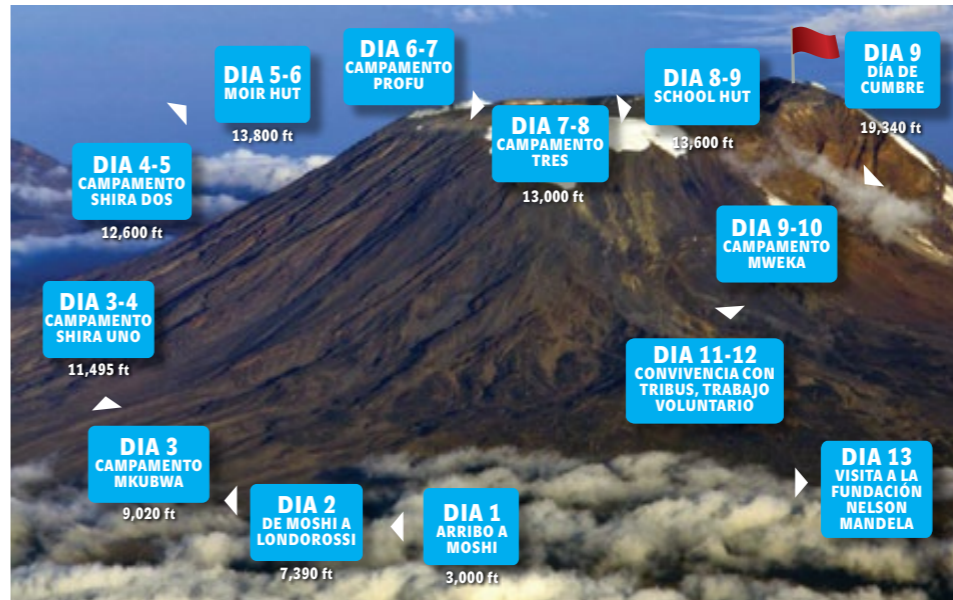 DIA 1
ARRIBO A
MOSHI
3,000 ft
DIA 2
DE MOSHI A
LONDOROSSI
7,390 ft
DIA 3
CAMPAMENTO
MKUBWA
9,020 ft
DIA 3-4
CAMPAMENTO
SHIRA UNO
11,495 ft
DIA 4-5
CAMPAMENTO
SHIRA DOS
12,600 ft
DIA 5-6
MOIR HUT
13,800 ft
DIA 6-7
CAMPAMENTO
PROFU
DIA 7-8
CAMPAMENTO
TRES
13,000 ft
DIA 8-9
SCHOOL HUT
13,600 ft
DIA 9
DÍA DE
CUMBRE
19,340 ft
DIA 9-10
CAMPAMENTO
MWEKA
DIA 11-12
CONVIVENCIA CON
TRIBUS, TRABAJO
VOLUNTARIO
DIA 13
VISITA A LA
FUNDACIÓN
NELSON
MANDELA